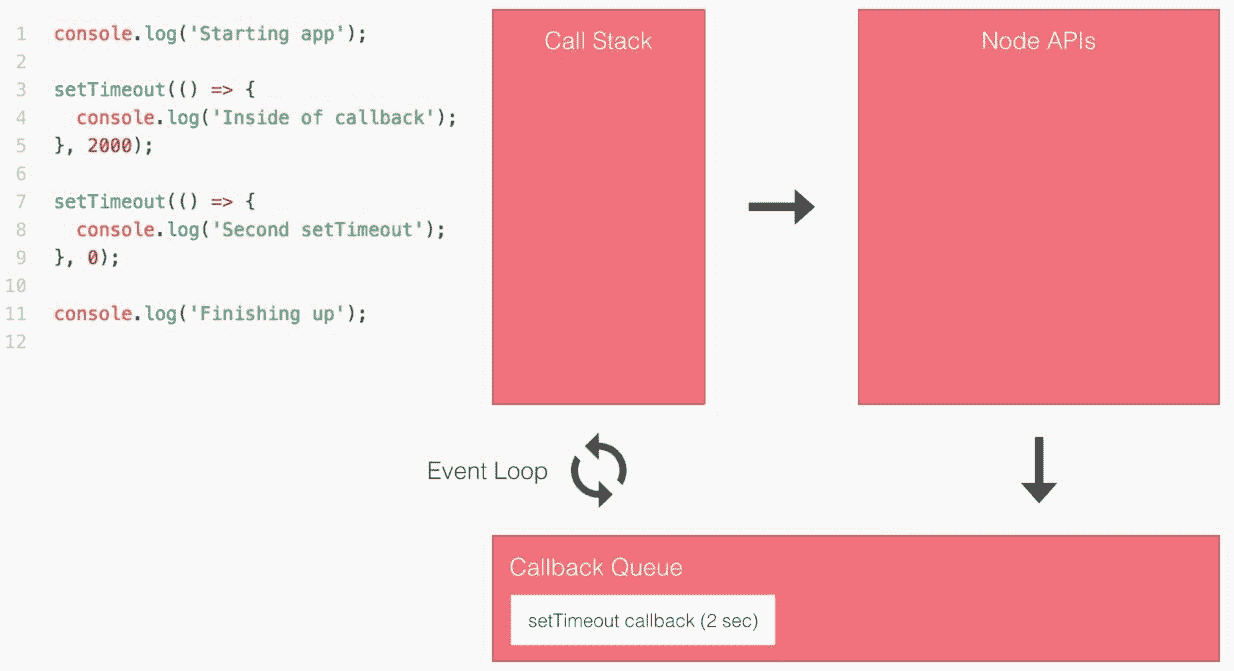 1 console.log('Starting app');
2
3 setTimeout(() => {
4   console.log('Inside of callback');
5 }, 2000);
6
7 setTimeout(() => {
8   console.log('Second setTimeout');
9 }, 0);
10
11 console.log('Finishing up');
12
Call Stack
Node APIs
Event Loop
Callback Queue
setTimeout callback (2 sec)